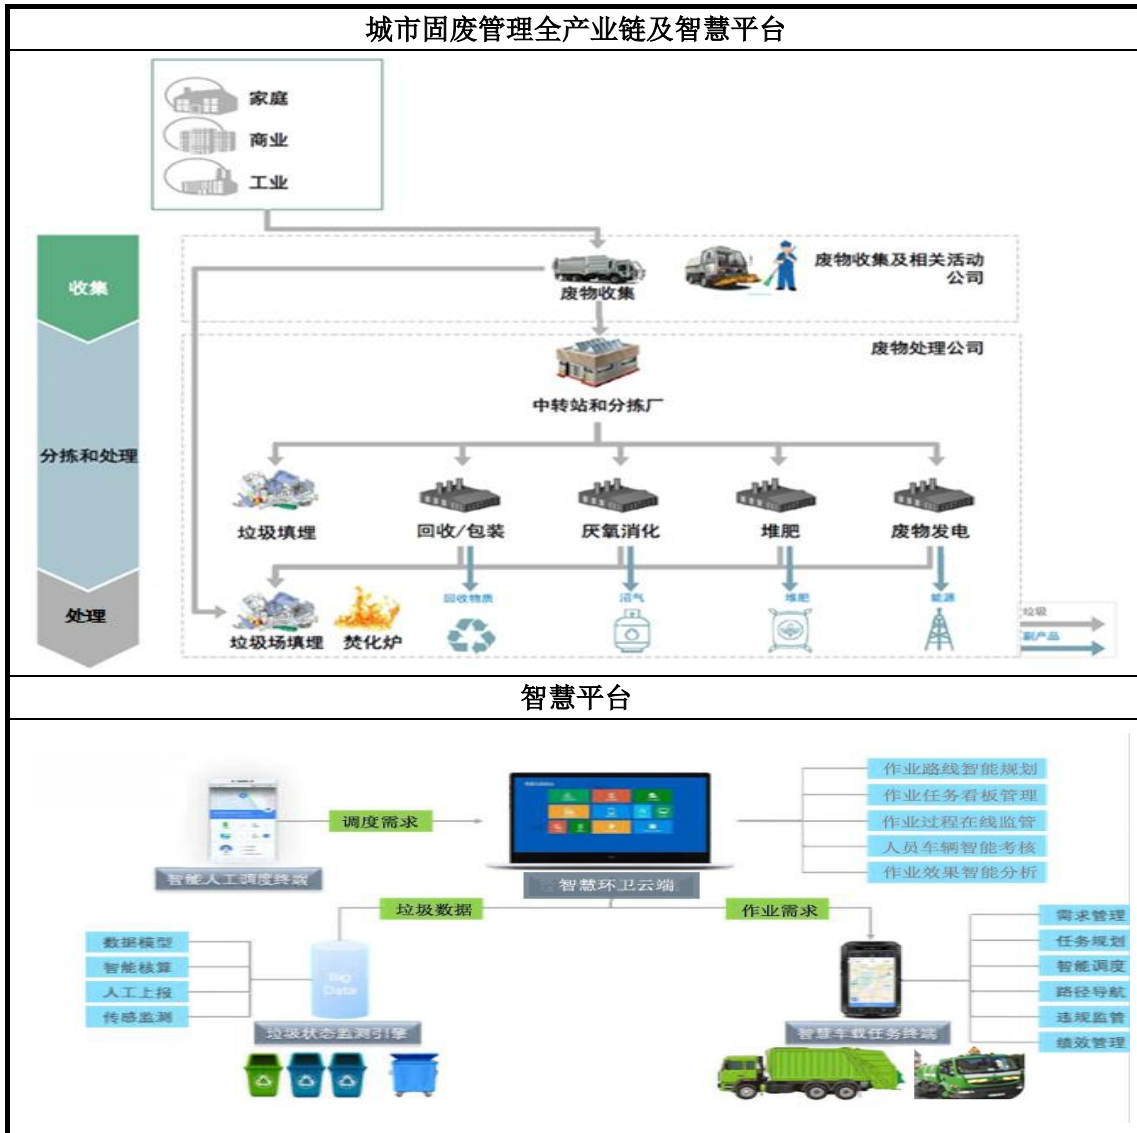 城市固废管理全产业链及智慧平台
家庭
商业
工业
收集
废物收集
废物收集及相关活动
公司
废物处理公司
中转站和分拣厂
分拣和处理
垃圾填埋
回收/包装
厌氧消化
堆肥
废物发电
处理
回收物质
沼气
堆肥
能源
垃圾
副产品
垃圾场填埋
焚化炉
智慧平台
调度需求
智能人工调度终端
智慧环卫云端
作业路线智能规划
作业任务看板管理
作业过程在线监管
人员车辆智能考核
作业效果智能分析
垃圾数据
作业需求
数据模型
智能核算
人工上报
传感监测
Big
Data
垃圾状态监测引擎
智慧车载任务终端
需求管理
任务规划
智能调度
路径导航
违规监管
绩效管理